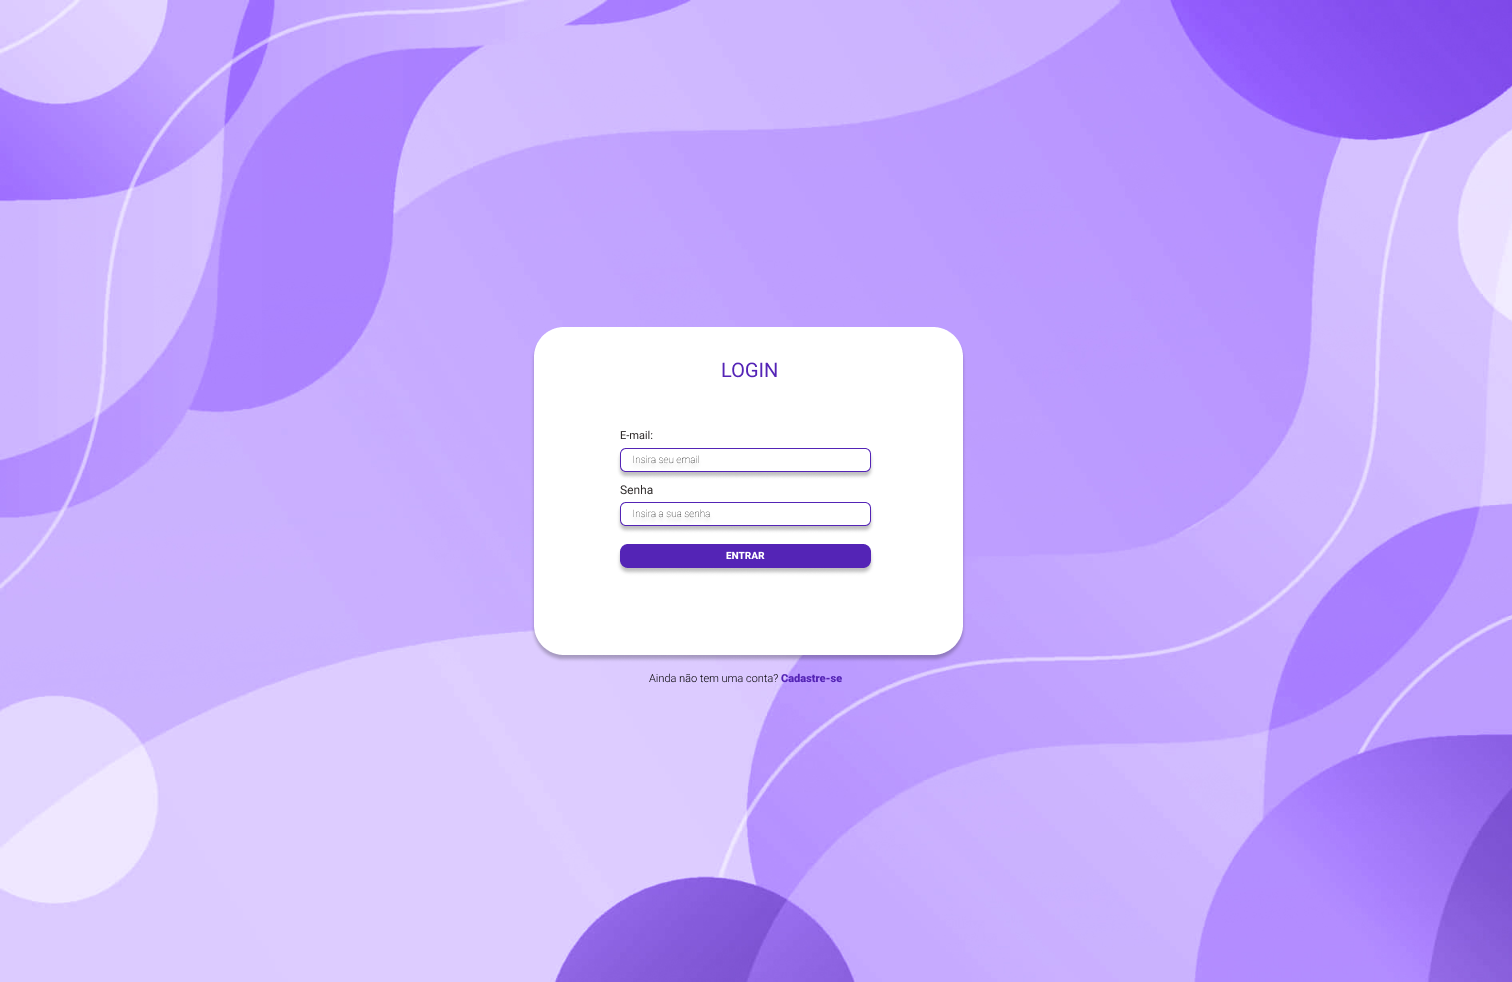 LOGIN
E-mail:
Insira seu email
Senha
Insira a sua senha
ENTRAR
Ainda não tem uma conta? Cadastre-se